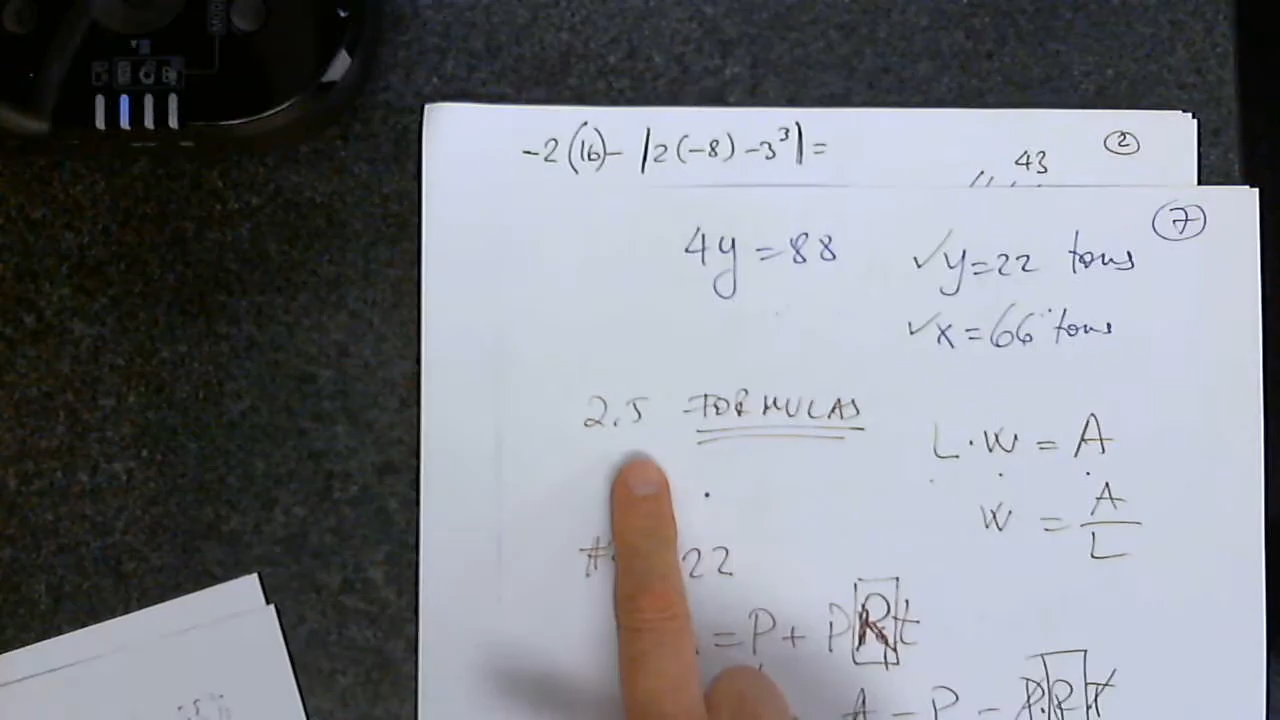 -2(16)- |2(-8) -3³| =
43
2
7
4y = 88
✓y=22 tons
✓x=66 tons
2.5 FORMULAS
L·W = A
W = A/L
# 22
= P + PRt
A - P = PRt